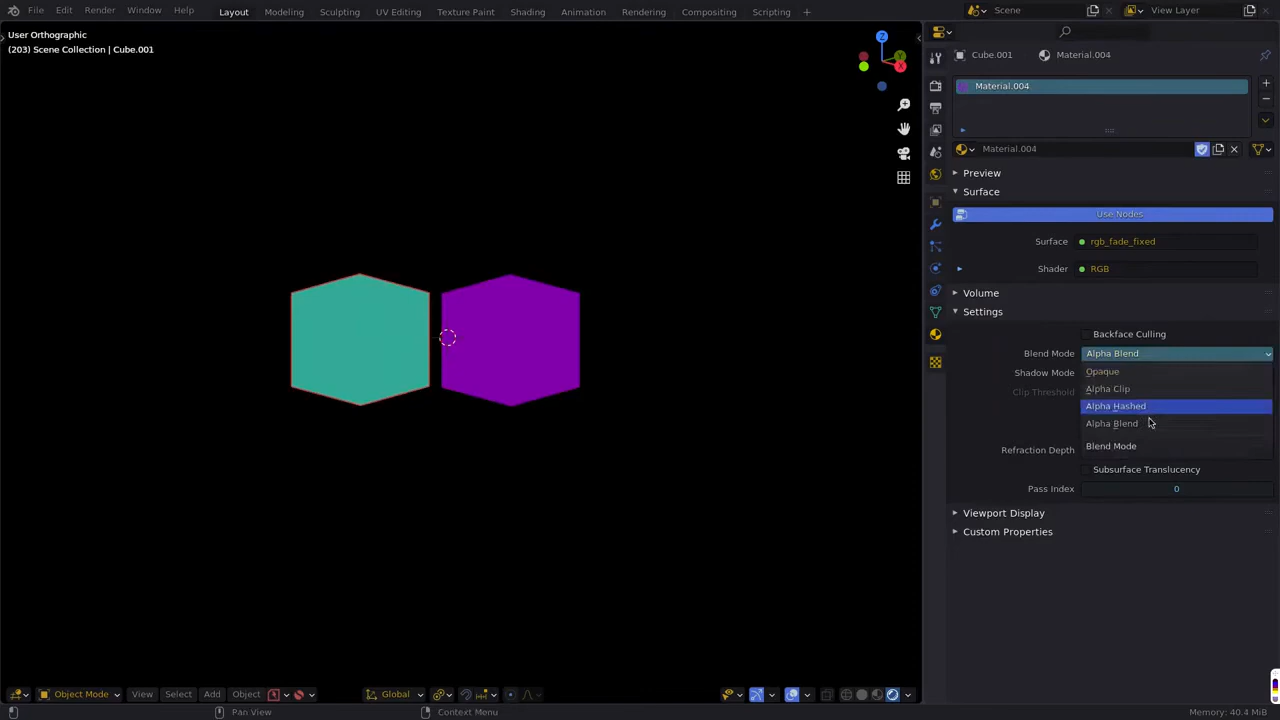 File Edit Render Window Help Layout Modeling Sculpting UV Editing Texture Paint Shading Animation Rendering Compositing Scripting + Scene View Layer
User Orthographic
(203) Scene Collection | Cube.001
Z
Y
X
Cube.001 Material.004
Material.004
Material.004
Preview
Surface
Use Nodes
Surface rgb_fade_fixed
Shader RGB
Volume
Settings
Backface Culling
Blend Mode Alpha Blend
Shadow Mode Opaque
Clip Threshold Alpha Clip
Alpha Hashed
Alpha Blend
Refraction Depth Blend Mode
Subsurface Translucency
Pass Index 0
Viewport Display
Custom Properties
Object Mode View Select Add Object Global
Pan View Context Menu Memory: 40.4 MiB